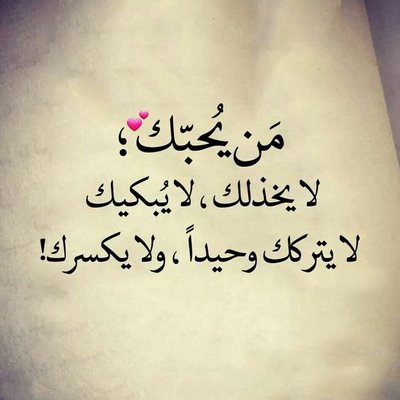 مَن يُحبّك💕؛
لا يخذلك ، لا يُبكيك
لا يتركك وحيداً ، ولا يكسرك!